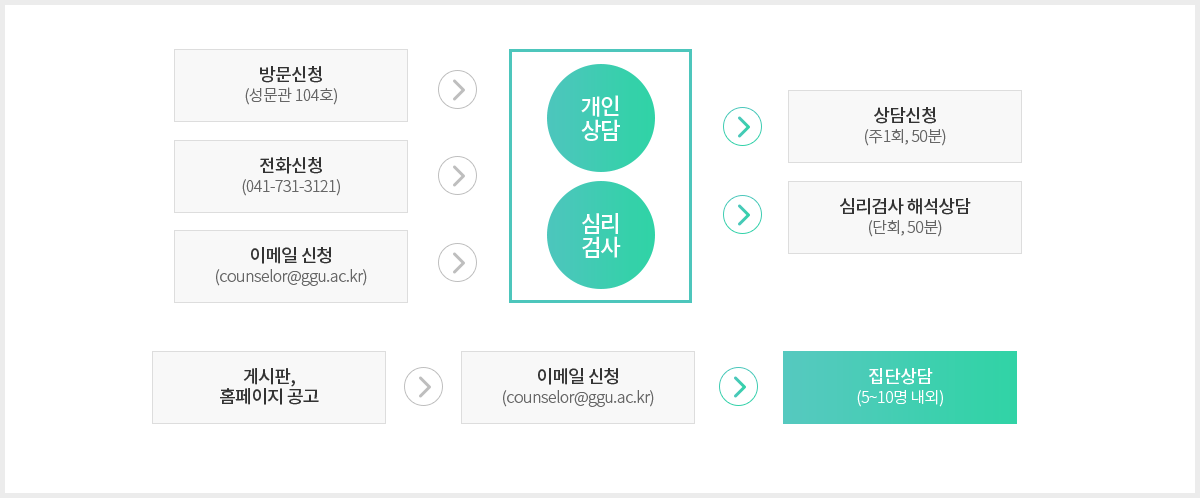 방문신청
(성문관 104호)
전화신청
(041-731-3121)
이메일 신청
(counselor@ggu.ac.kr)
개인
상담
심리
검사
상담신청
(주1회, 50분)
심리검사 해석상담
(단회, 50분)
게시판,
홈페이지 공고
이메일 신청
(counselor@ggu.ac.kr)
집단상담
(5~10명 내외)